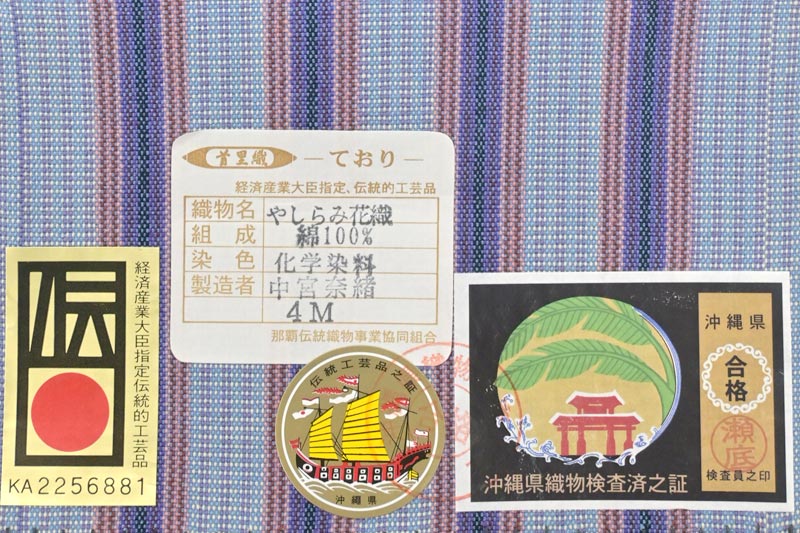 首里織 ―ており―
経済産業大臣指定、伝統的工芸品
織物名 やしらみ花織
組成 綿100%
染色 化学染料
製造者 中宮奈緒
4M
那覇伝統織物事業協同組合
伝
経済産業大臣指定伝統的工芸品
KA2256881
伝統工芸品之証
沖縄県
沖縄県
合格
瀬底
検査員之印
沖縄県織物検査済之証